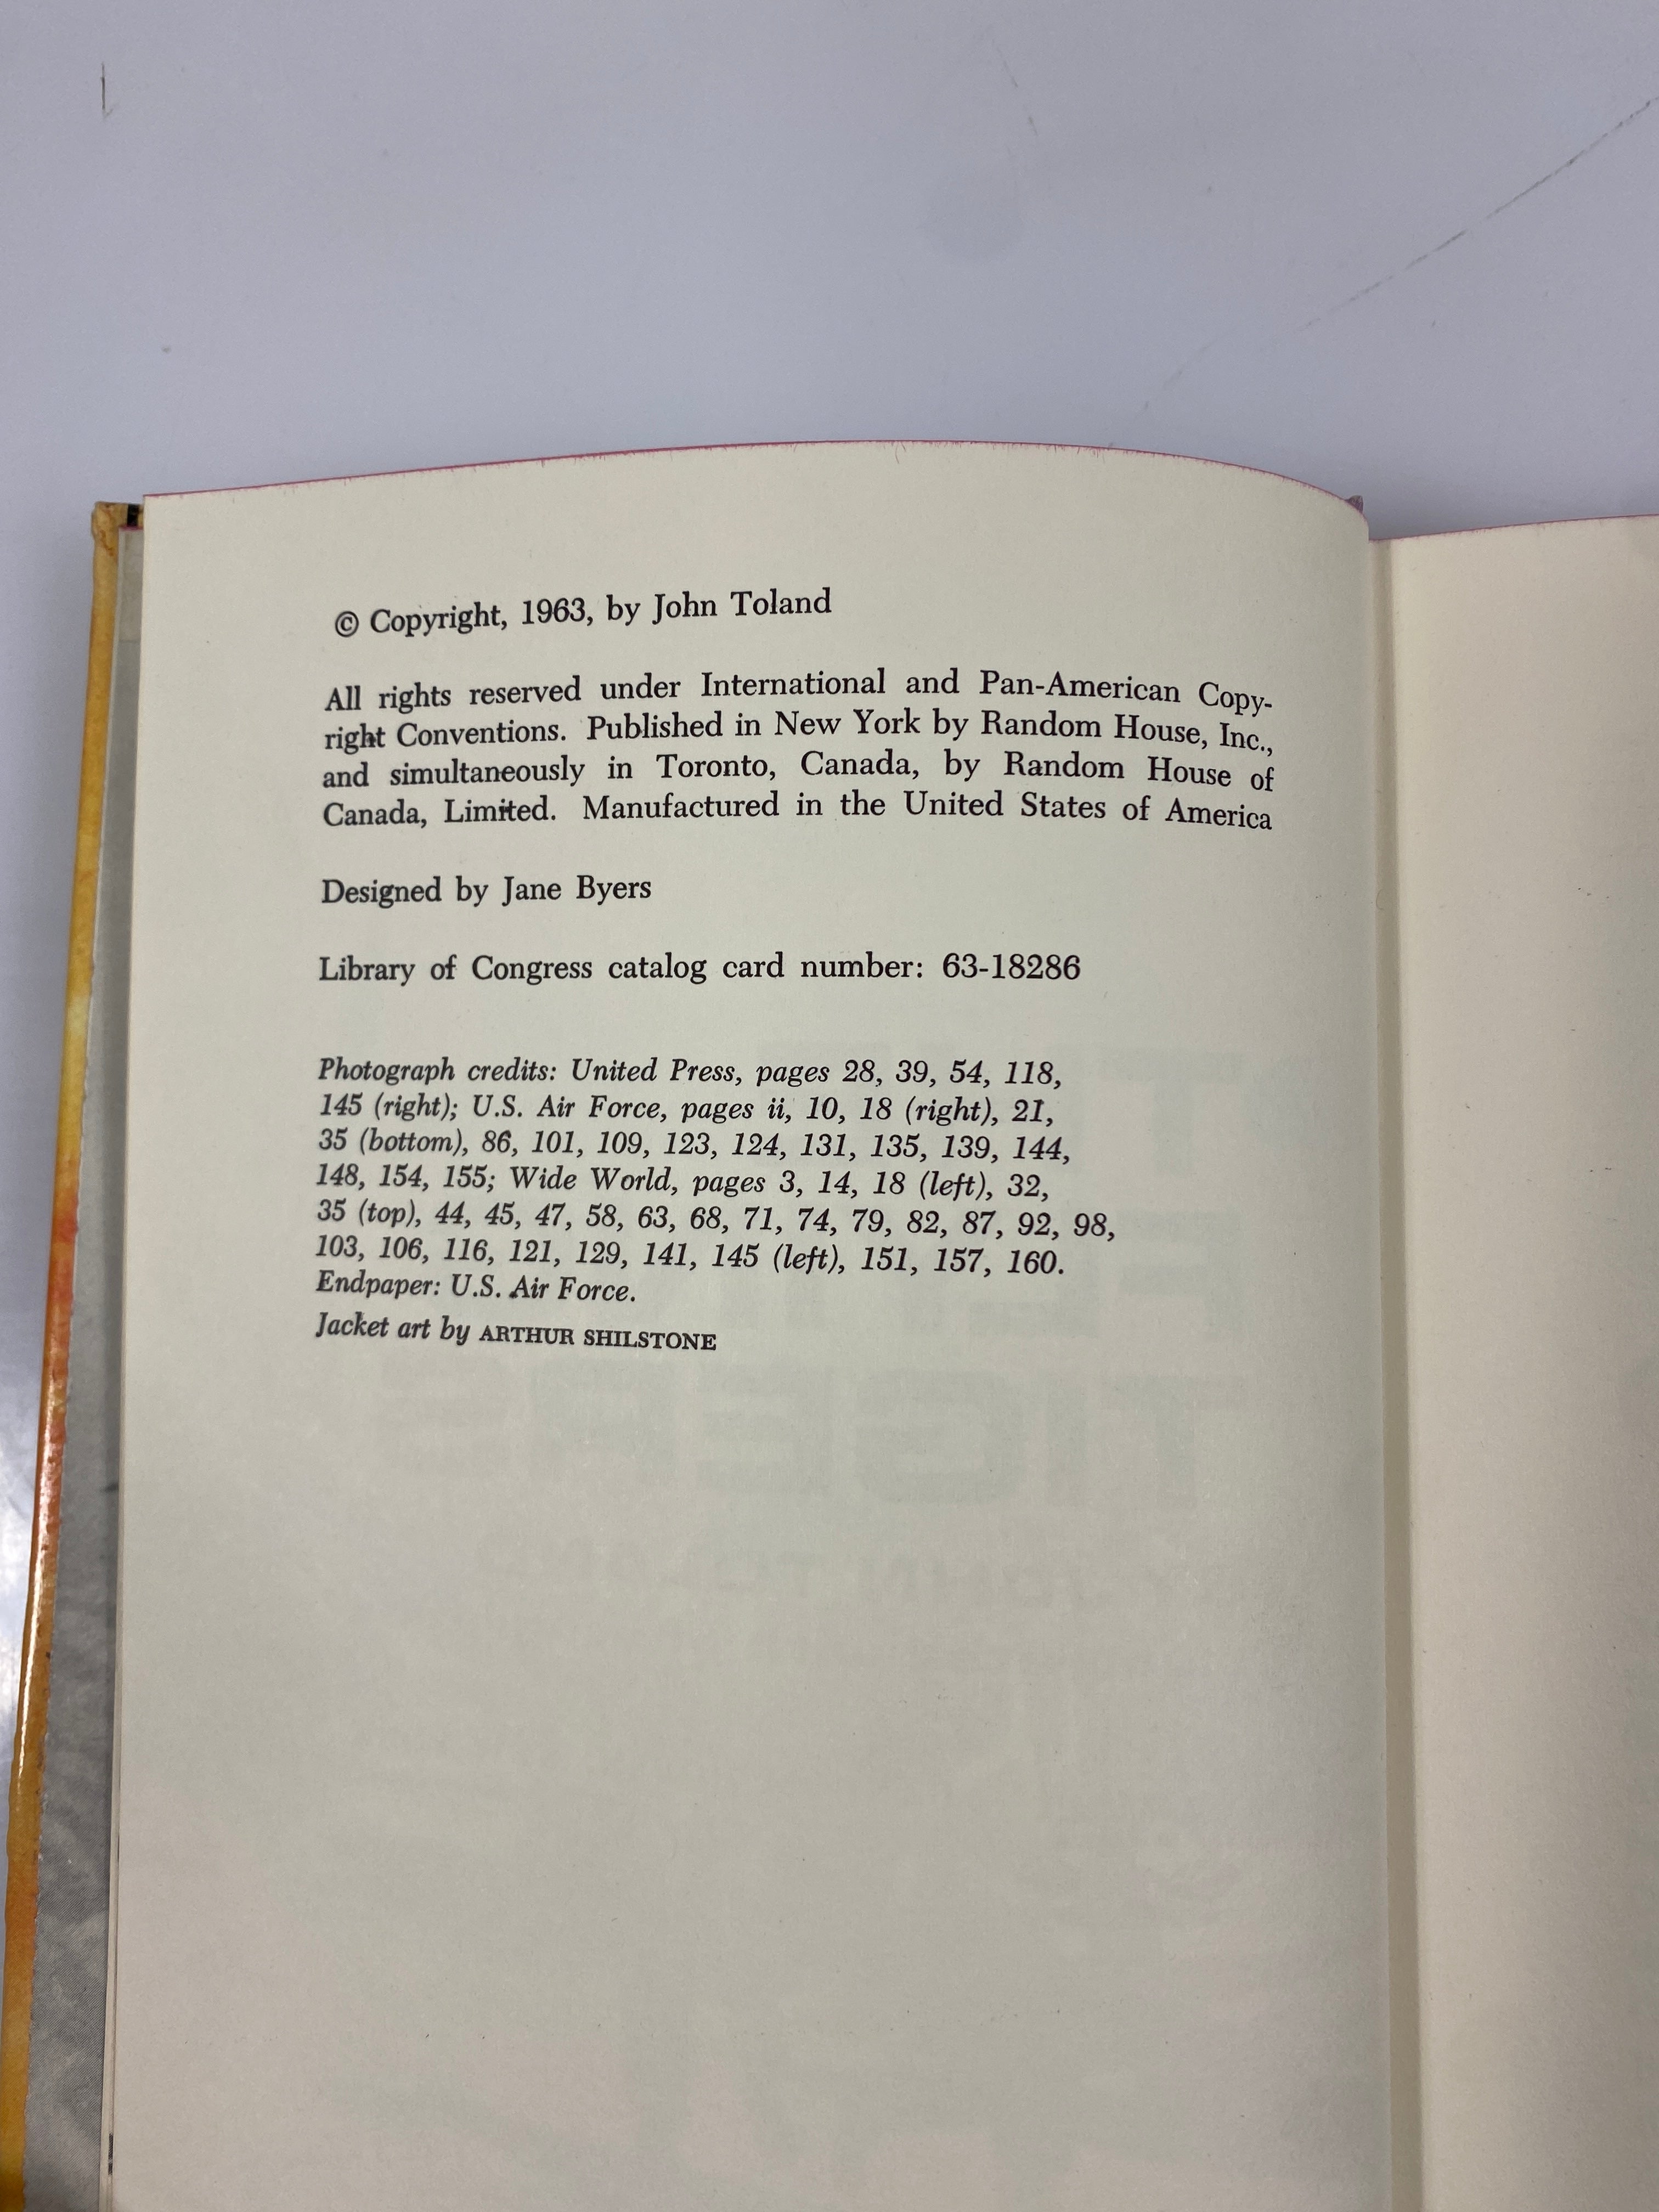 © Copyright, 1963, by John Toland
All rights reserved under International and Pan-American Copy-
right Conventions. Published in New York by Random House, Inc.,
and simultaneously in Toronto, Canada, by Random House of
Canada, Limited. Manufactured in the United States of America
Designed by Jane Byers
Library of Congress catalog card number: 63-18286
Photograph credits: United Press, pages 28, 39, 54, 118,
145 (right); U.S. Air Force, pages ii, 10, 18 (right), 21,
35 (bottom), 86, 101, 109, 123, 124, 131, 135, 139, 144,
148, 154, 155; Wide World, pages 3, 14, 18 (left), 32,
35 (top), 44, 45, 47, 58, 63, 68, 71, 74, 79, 82, 87, 92, 98,
103, 106, 116, 121, 129, 141, 145 (left), 151, 157, 160.
Endpaper: U.S. Air Force.
Jacket art by ARTHUR SHILSTONE